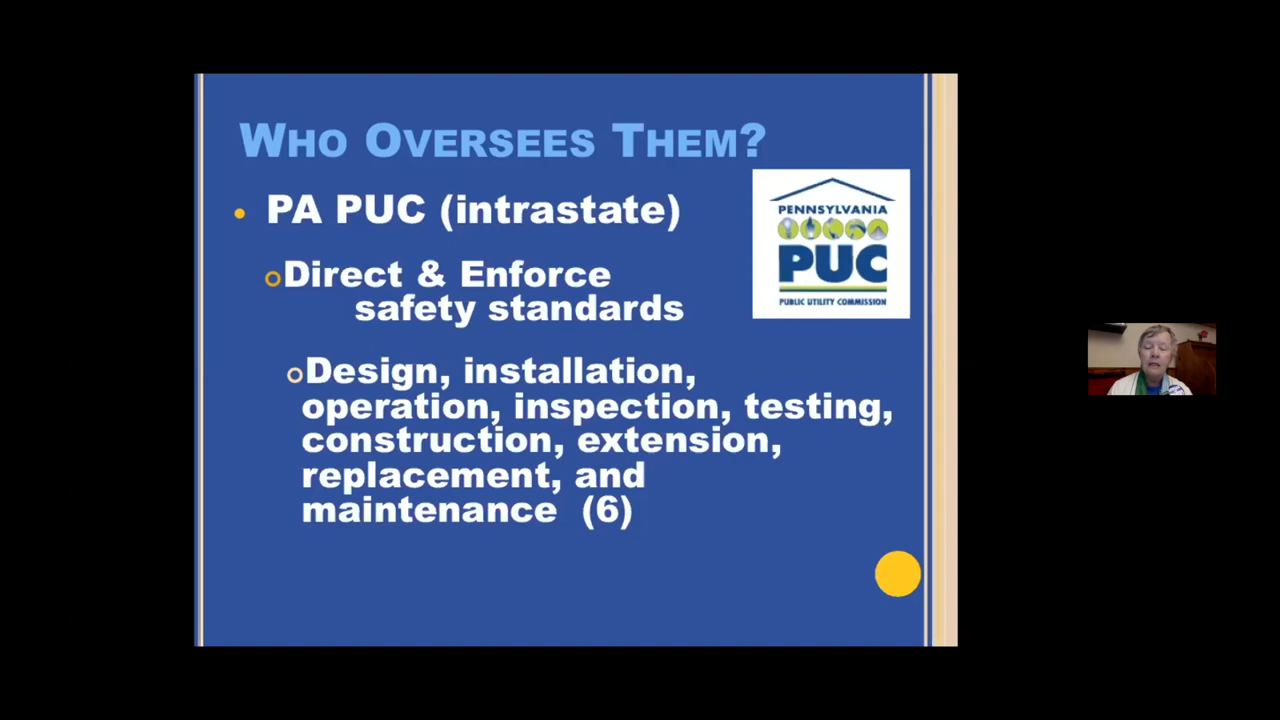 WHO OVERSEES THEM?
• PA PUC (intrastate)
PENNSYLVANIA
PUC
PUBLIC UTILITY COMMISSION
Direct & Enforce
safety standards
Design, installation,
operation, inspection, testing,
construction, extension,
replacement, and
maintenance (6)